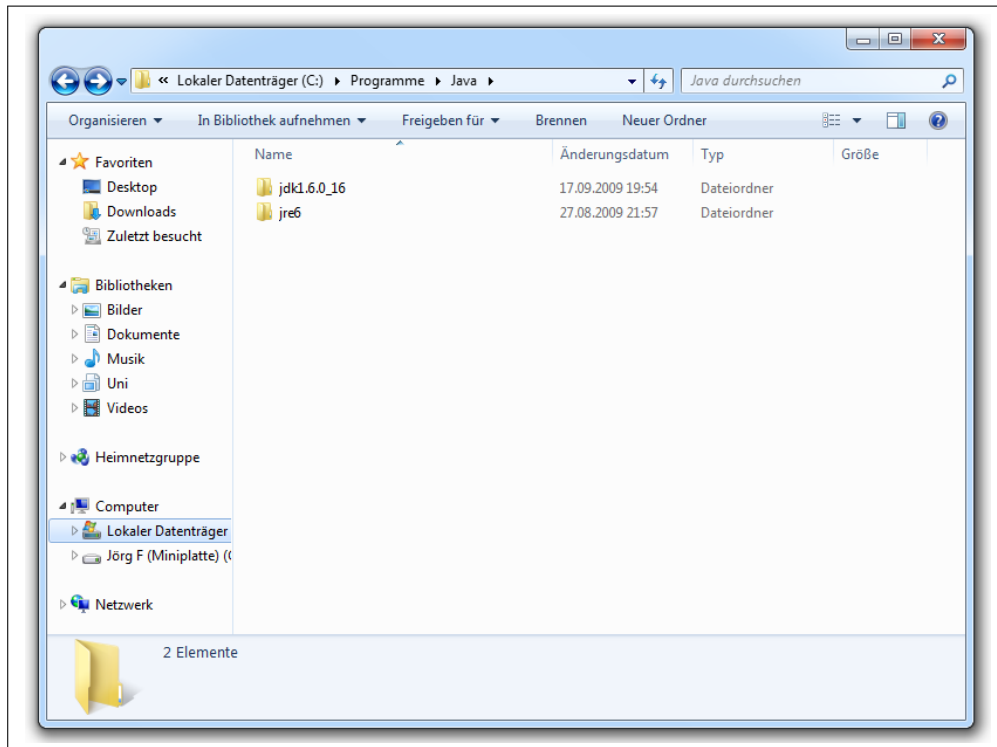 « Lokaler Datenträger (C:) Programme Java Java durchsuchen
Organisieren In Bibliothek aufnehmen Freigeben für Brennen Neuer Ordner
Favoriten
Desktop
Downloads
Zuletzt besucht
Bibliotheken
Bilder
Dokumente
Musik
Uni
Videos
Heimnetzgruppe
Computer
Lokaler Datenträger
Jörg F (Miniplatte) (
Netzwerk
Name Änderungsdatum Typ Größe
jdk1.6.0_16 17.09.2009 19:54 Dateiordner
jre6 27.08.2009 21:57 Dateiordner
2 Elemente